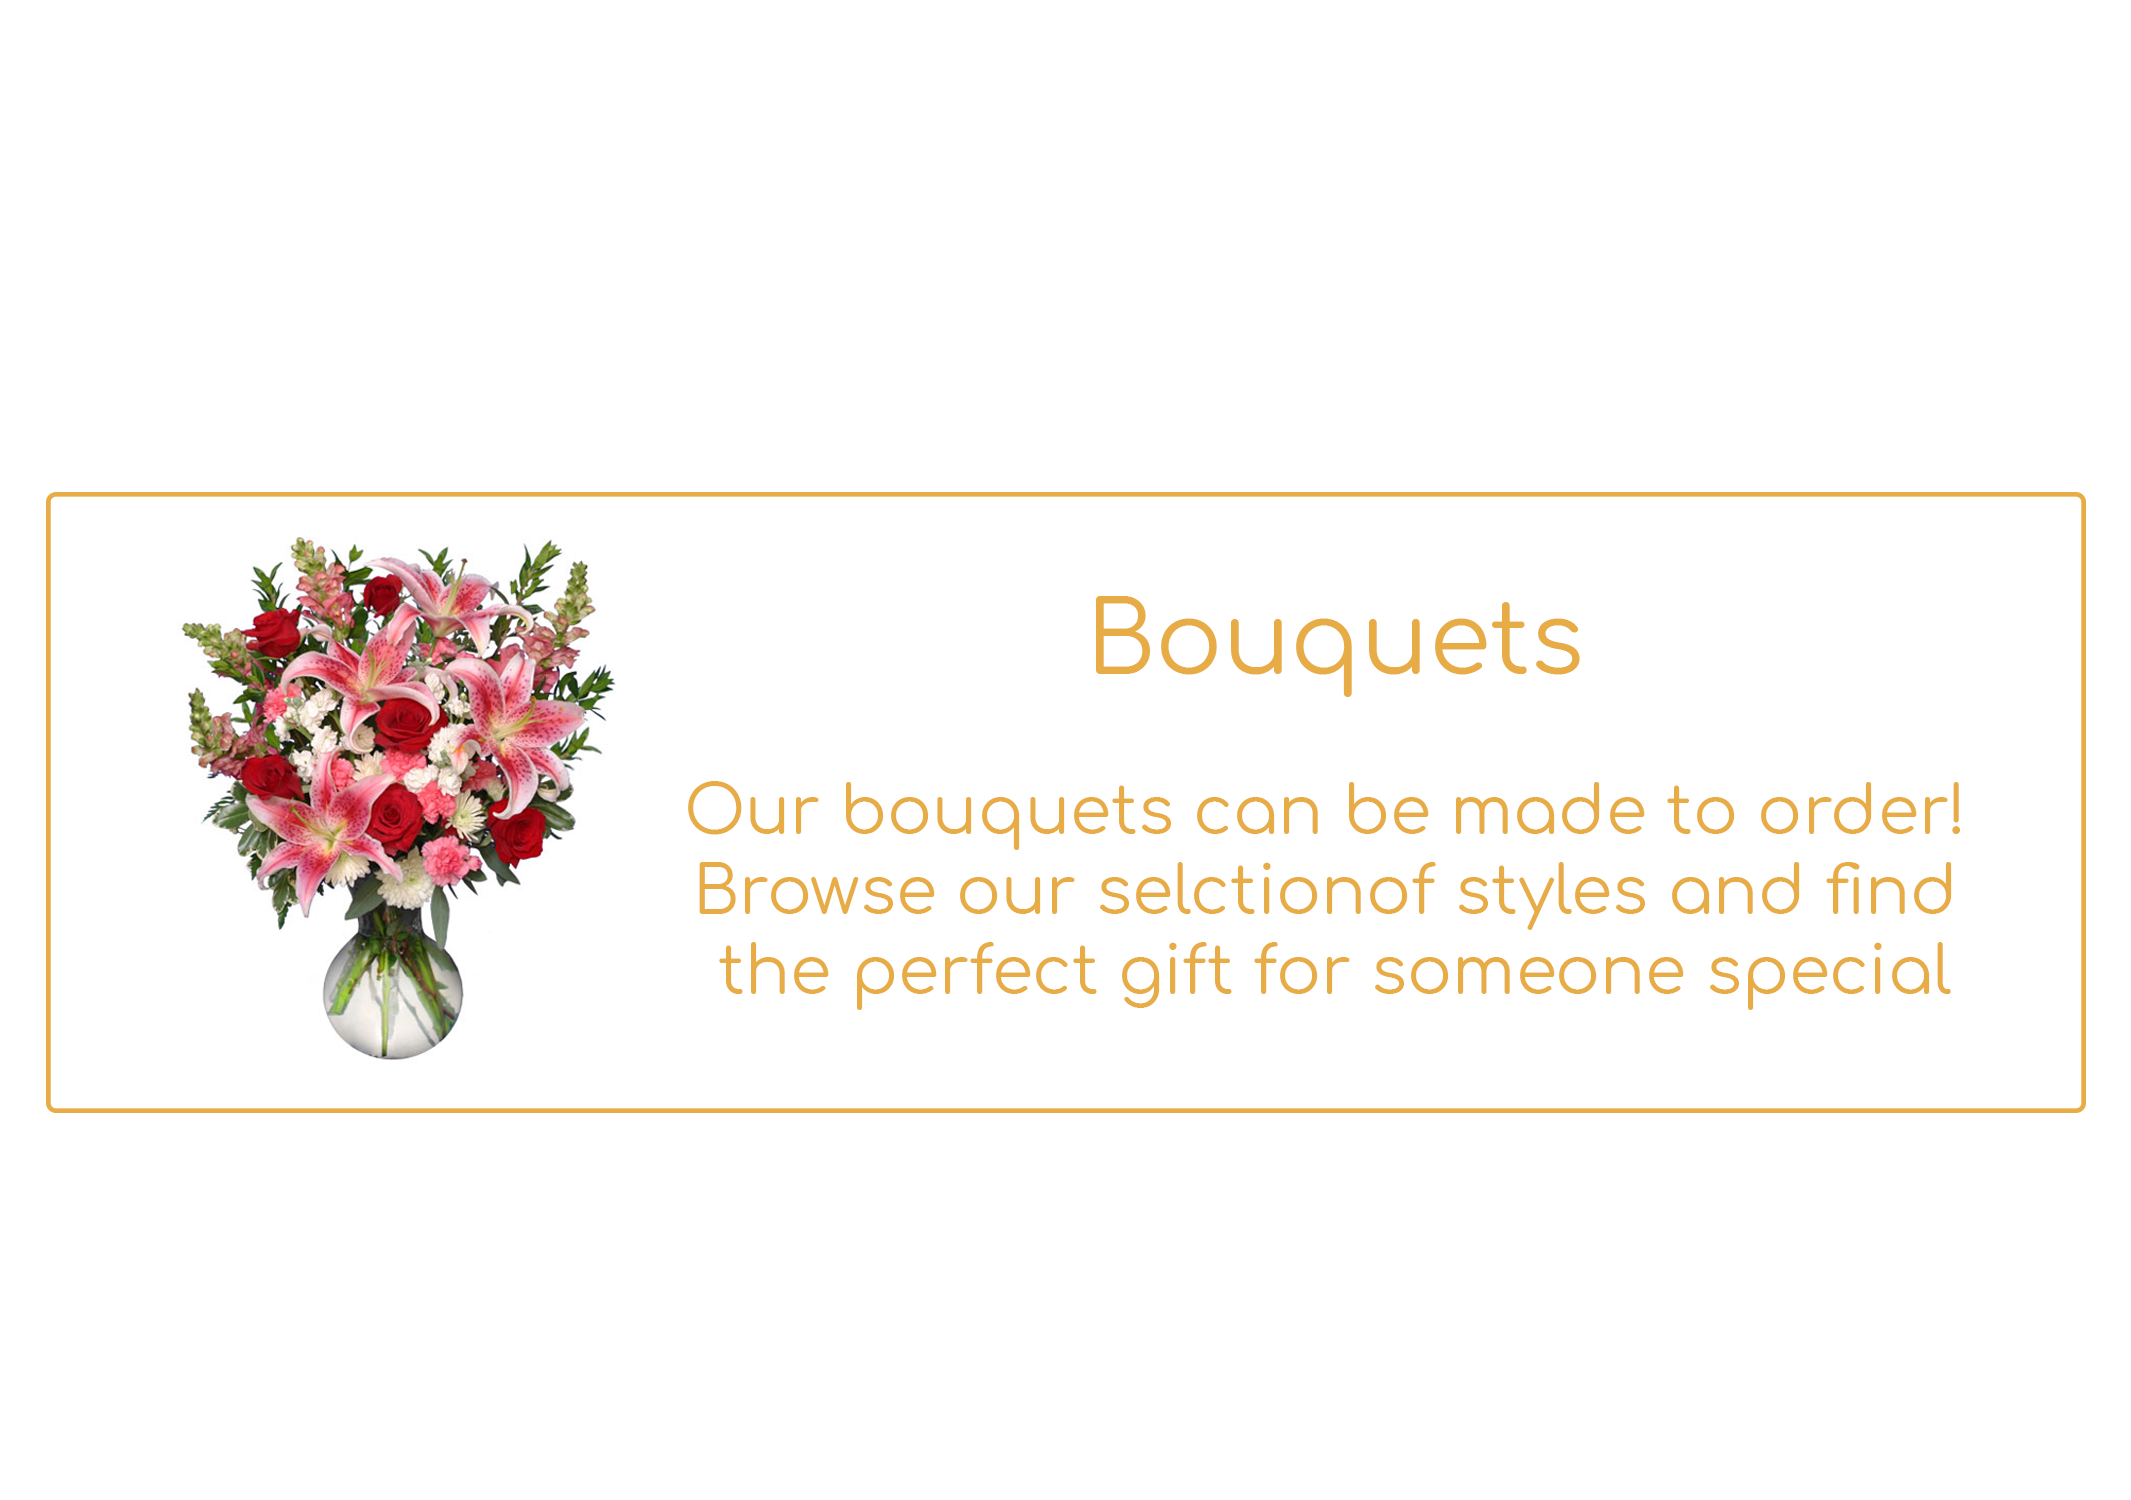 Bouquets
Our bouquets can be made to order!
Browse our selctionof styles and find
the perfect gift for someone special